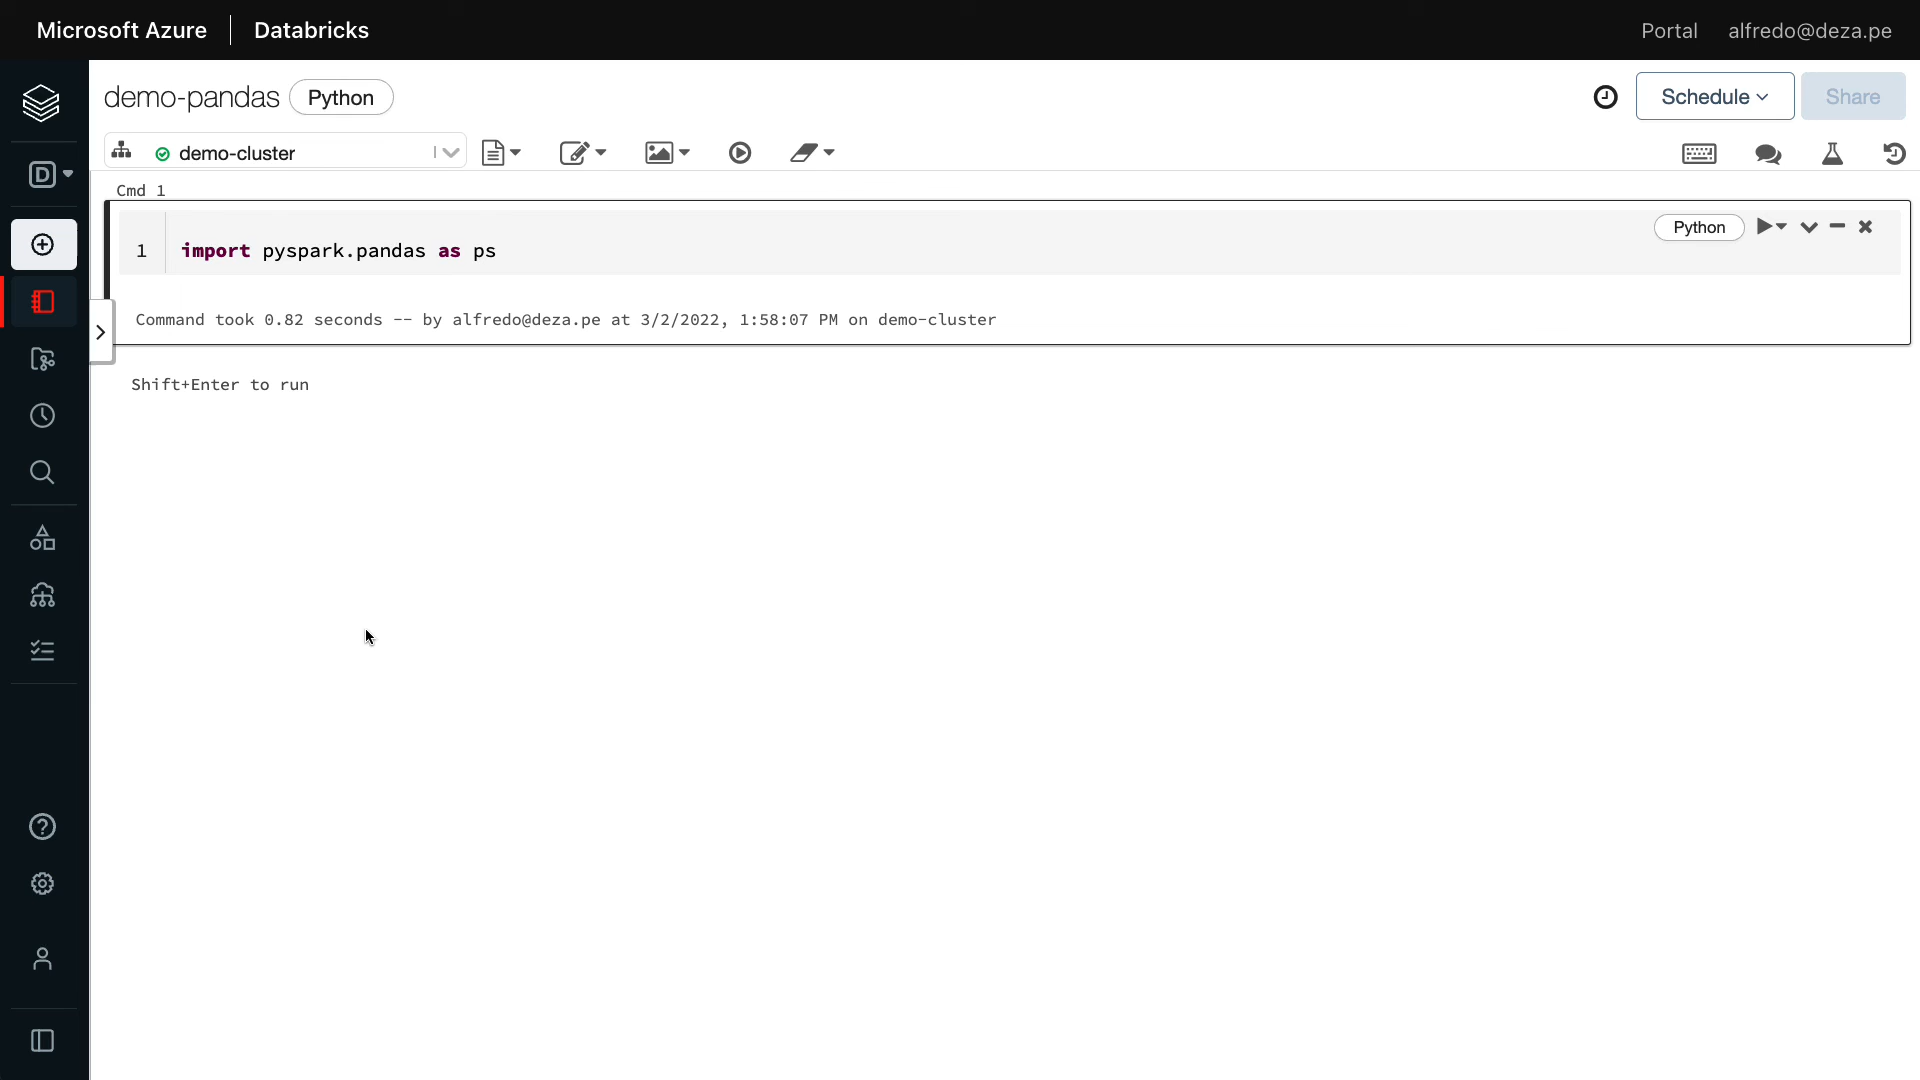 Microsoft Azure | Databricks
Portal alfredo@deza.pe
demo-pandas Python
Schedule Share
D demo-cluster
Cmd 1
Python
1 import pyspark.pandas as ps
Command took 0.82 seconds -- by alfredo@deza.pe at 3/2/2022, 1:58:07 PM on demo-cluster
Shift+Enter to run